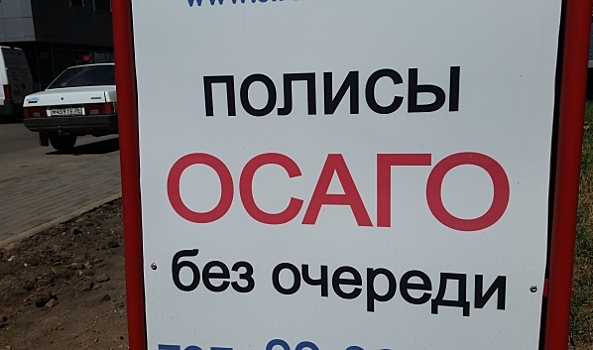 полисы
ОСАГО
без очереди